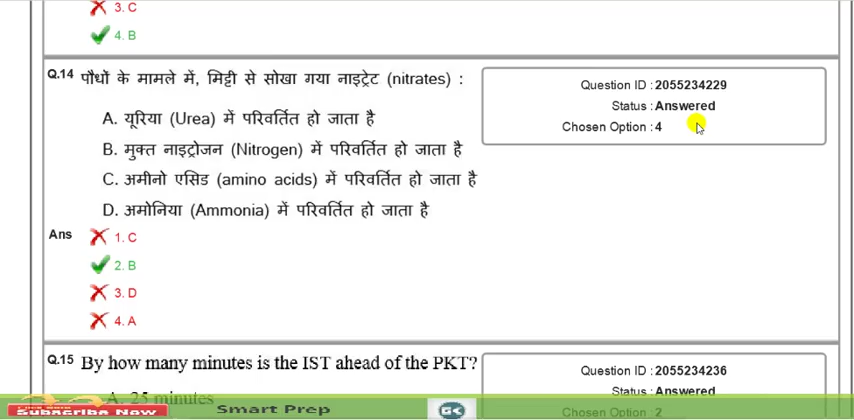 3. C
4. B
Q.14 पौधों के मामले में, मिट्टी से सोखा गया नाइट्रेट (nitrates) :
Question ID : 2055234229
Status : Answered
Chosen Option : 4
A. यूरिया (Urea) में परिवर्तित हो जाता है
B. मुक्त नाइट्रोजन (Nitrogen) में परिवर्तित हो जाता है
C. अमीनो एसिड (amino acids) में परिवर्तित हो जाता है
D. अमोनिया (Ammonia) में परिवर्तित हो जाता है
Ans 1. C
2. B
3. D
4. A
Q.15 By how many minutes is the IST ahead of the PKT?
Question ID : 2055234236
Status : Answered
A. 25 minutes
Chosen Option : 2
Subscribe Now
Smart Prep
GK